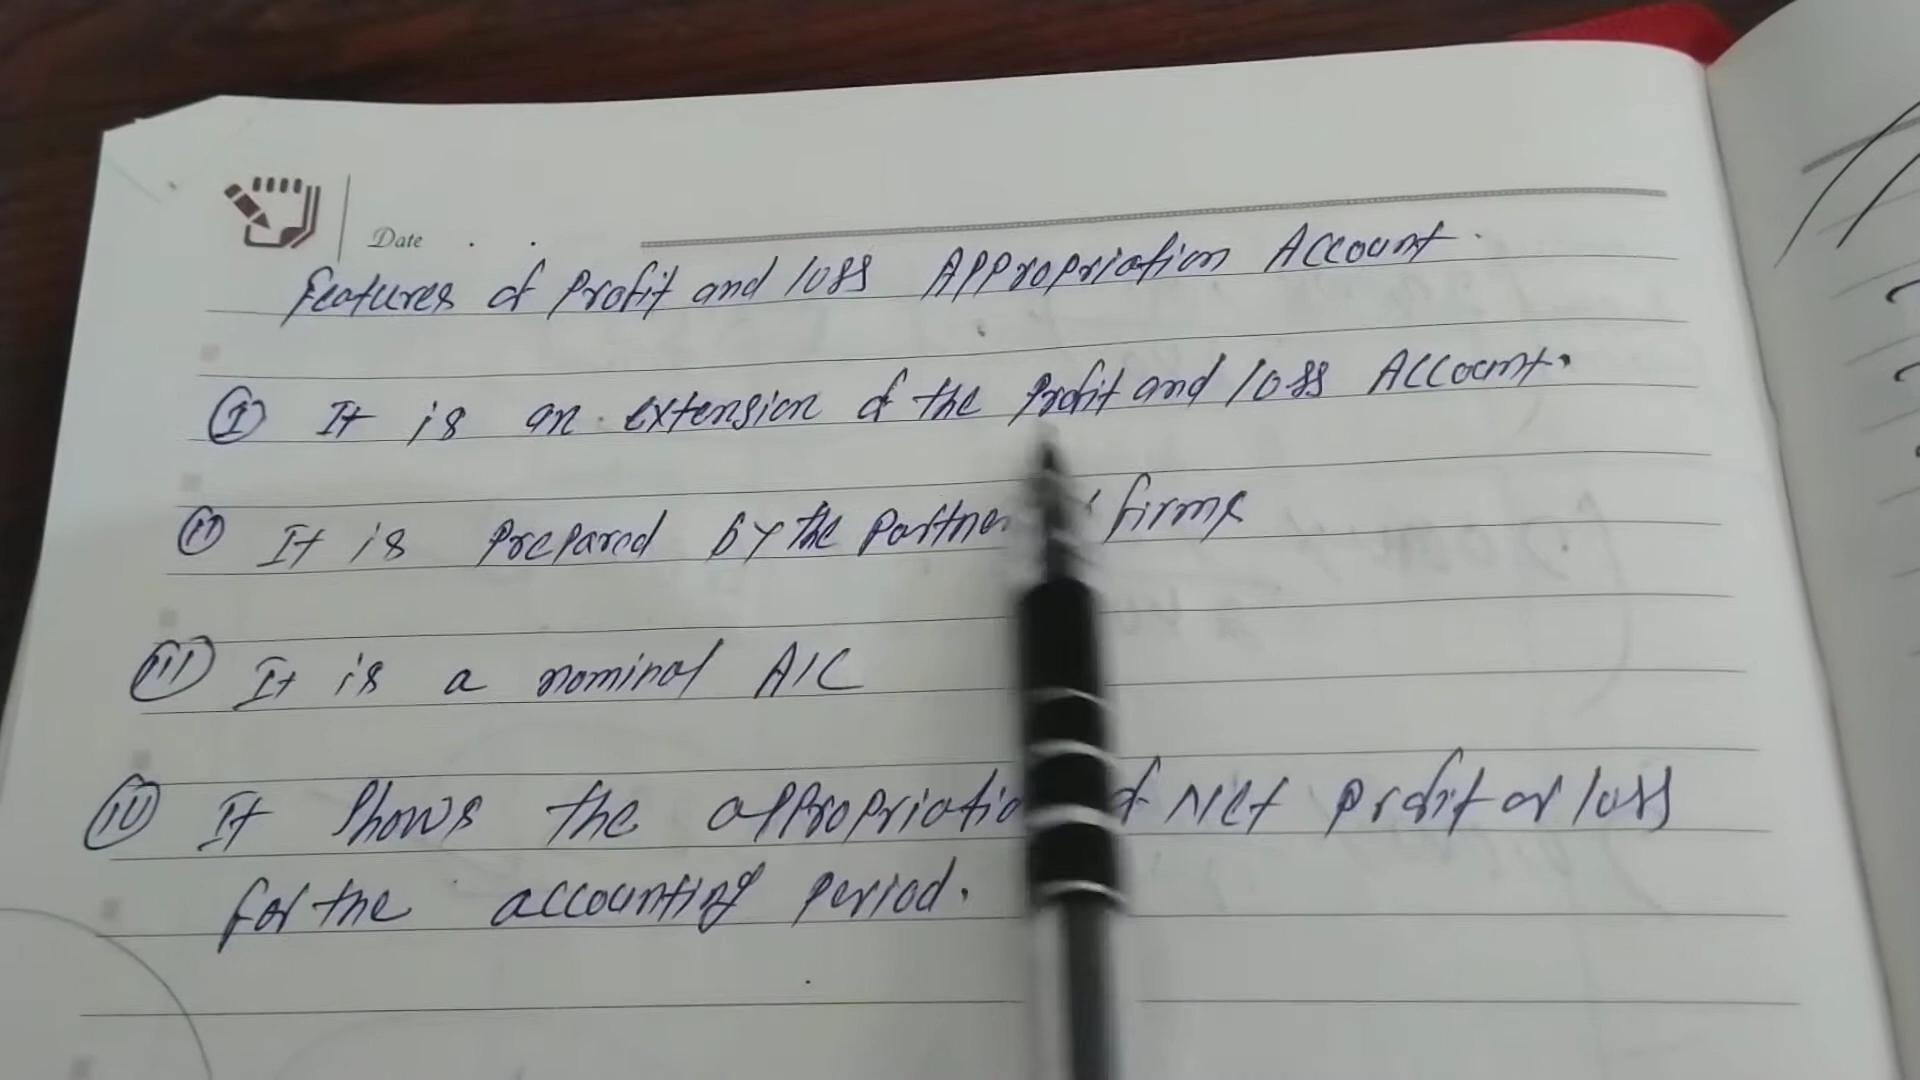 Date
Features of Profit and loss Appropriation Account.
(I) It is an extension of the Profit and loss Account.
(II) It is prepared by the firms
(III) It is a nominal A/C
(IV) It Shows the of Net profit or loss
for the accounting period.